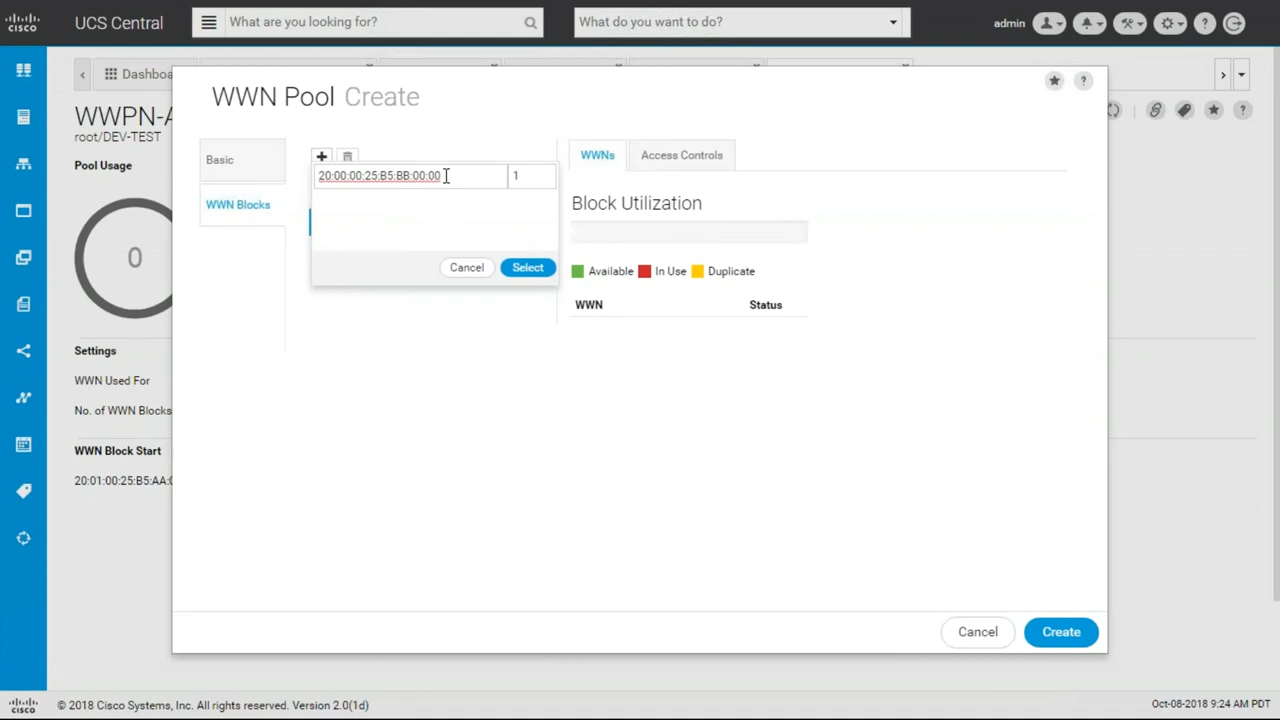 cisco UCS Central What are you looking for? What do you want to do? admin
Dashboa
WWPN-A
root/DEV-TEST
Pool Usage
0
Settings
WWN Used For
No. of WWN Blocks
WWN Block Start
20:01:00:25:B5:AA:0
WWN Pool Create
Basic
WWN Blocks
20:00:00:25:B5:BB:00:00 1
Cancel Select
WWNs Access Controls
Block Utilization
Available In Use Duplicate
WWN Status
Cancel Create
cisco © 2018 Cisco Systems, Inc. All rights reserved. Version 2.0(1d) Oct-08-2018 9:24 AM PDT